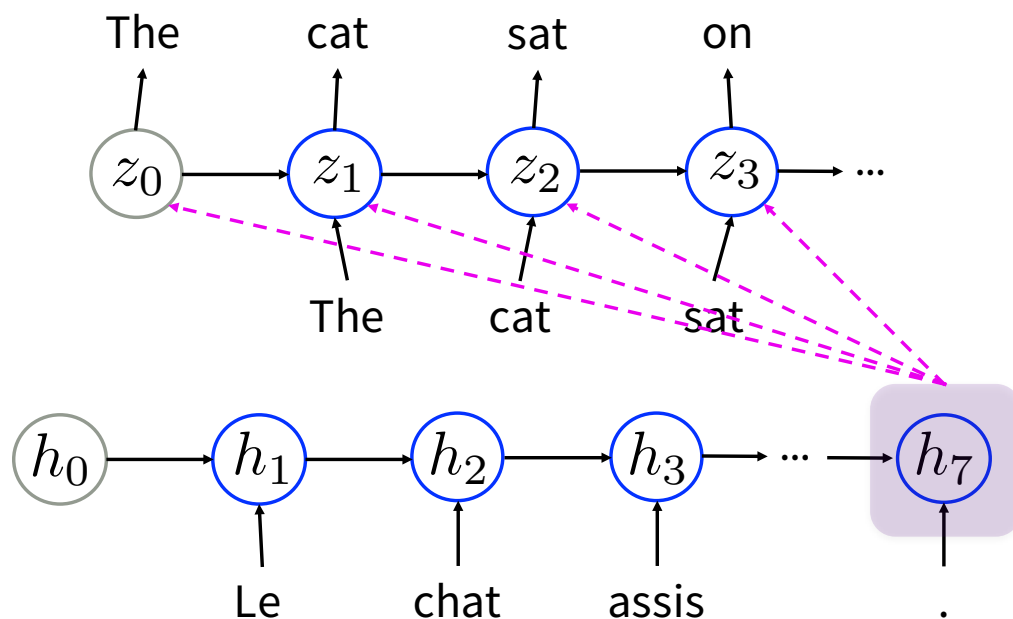 The cat sat on
z₀ z₁ z₂ z₃ ...
The cat sat
h₀ h₁ h₂ h₃ ... h₇
Le chat assis .